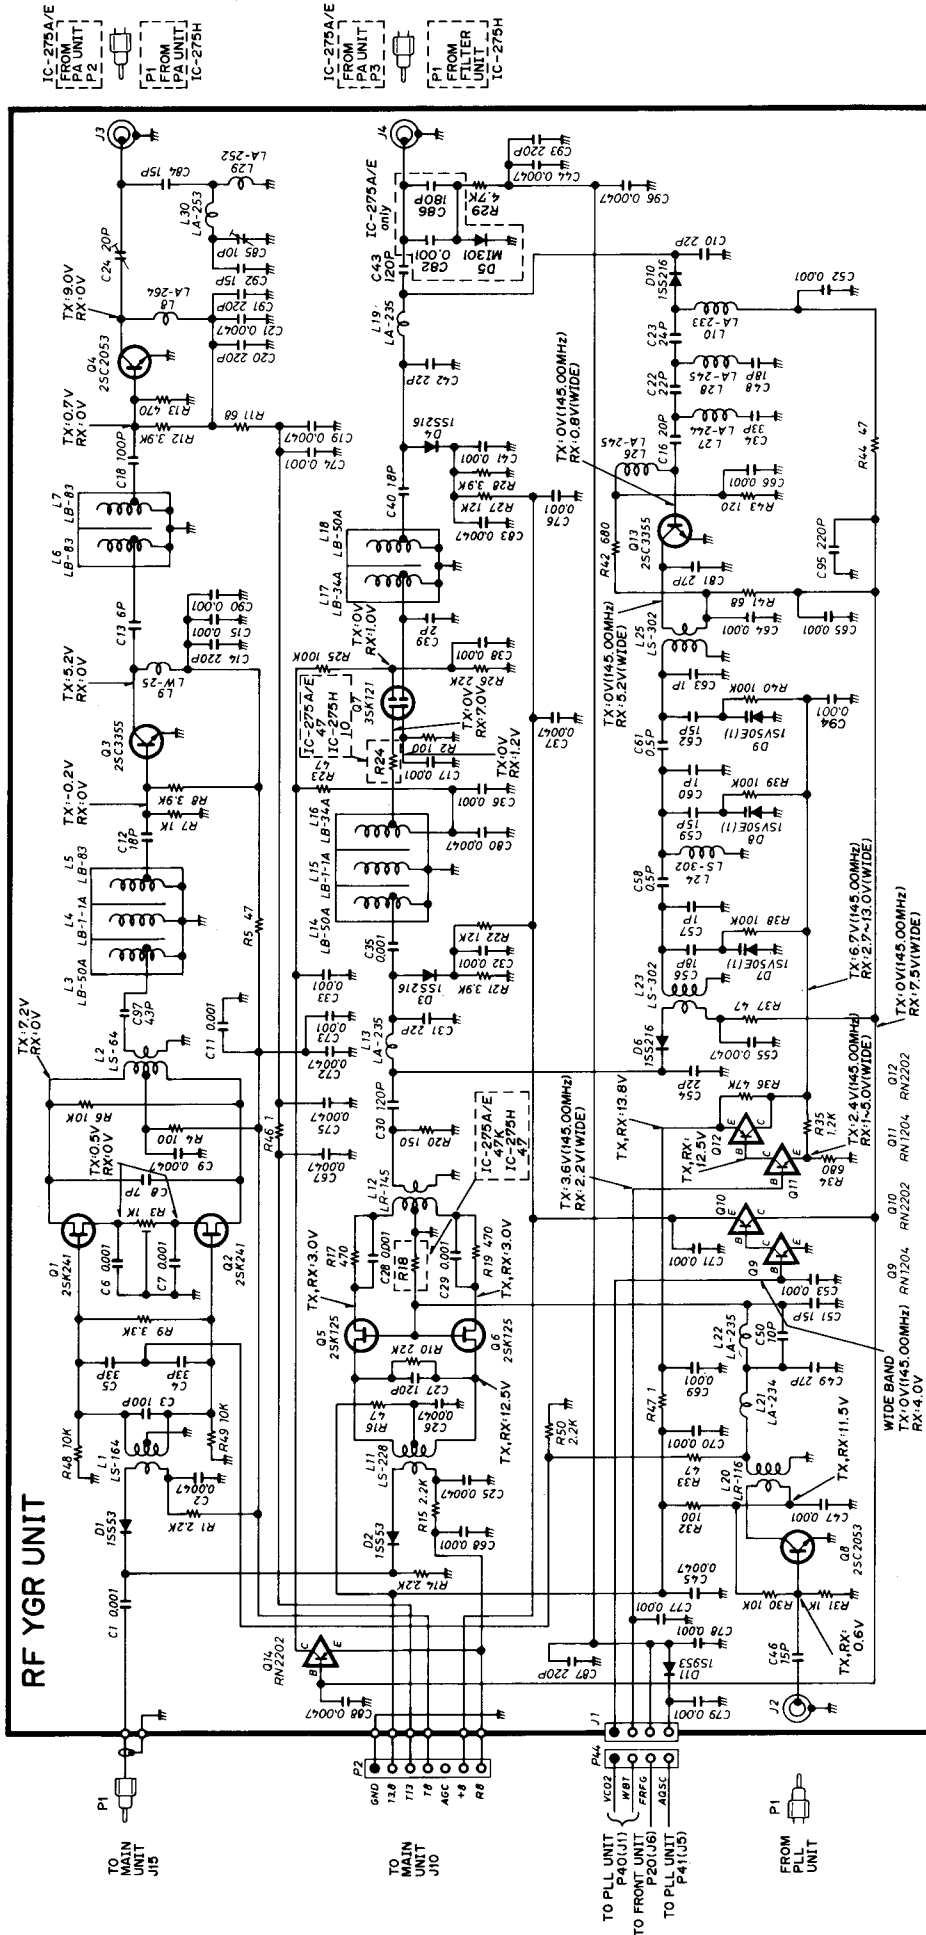 RF YGR UNIT
IC-275A/E
FROM
PA UNIT
P2
P1
FROM
PA UNIT
IC-275H
IC-275A/E
FROM
PA UNIT
P3
P1
FROM
FILTER
UNIT
IC-275H
J3
C84 15P
LA-252
L29
L30
LA-253
C85 10P
C92
15P
C24 20P
TX:9.0V
RX:0V
LA-264
L8
C91 220P
C21 0.0047
C20 220P
Q4
2SC2053
TX:0.7V
RX:0V
R13 470
R12 3.9K
R11 68
C19 0.0047
C74 0.001
C18 100P
L7
LB-83
L6
LB-83
C13 6P
C90 0.001
C15 0.001
C14 220P
TX:5.2V
RX:0V
LW-25
L9
Q3
2SC3355
TX:-0.2V
RX:0V
R8 3.9K
R7 1K
C12
18P
L5
LB-83
L4
LB-1-1A
L3
LB-50A
R5 47
C97
43P
C11 0.001
L2
LS-64
TX:7.2V
RX:0V
R6 10K
R4 100
C9 0.0047
TX:0.5V
RX:0V
C8 7P
R3 1K
C6 0.001
C7 0.001
Q1
2SK241
Q2
2SK241
R9 3.3K
C5
33P
C4
33P
C3 100P
R48 10K
R49 10K
L1
LS-164
0.0047
C2
R1 2.2K
D1
1SS53
C1 0.001
P1
TO
MAIN
UNIT
J15
J4
IC-275A/E
only
C86
180P
R29
4.7K
C93 220P
C44 0.0047
C96 0.0047
C82
0.001
D5
MI301
C43
120P
L19
LA-235
C42 22P
1SS216
D4
C41
0.001
R28 3.9K
R27 12K
C83 0.0047
C76
0.001
C40 18P
L18
LB-50A
L17
LB-34A
C39
2P
C38
0.001
R26 22K
R25 100K
TX:0V
RX:1.0V
Q7
3SK121
IC-275A/E
47
IC-275H
10
R24
TX:0V
RX:7.0V
R2
100
C17
0.001
TX:0V
RX:1.2V
C37
0.0047
R23
47
L16
LB-34A
L15
LB-1-1A
L14
LB-50A
C36 0.001
C80 0.0047
C35
0.001
R22 12K
C32 0.001
R21 3.9K
1SS216
D3
C33
0.001
C73
0.001
C72
0.0047
C31 22P
L13
LA-235
C30 120P
C75
0.0047
R46 1
C67
0.0047
R20 150
L12
LR-145
IC-275A/E
47K
IC-275H
47
R18
R17
470
C28 0.001
C29 0.001
R19 470
TX,RX:3.0V
TX,RX:3.0V
Q5
2SK125
Q6
2SK125
R10 22K
C27 120P
R16
47
C26
0.0047
TX,RX:12.5V
L11
LS-228
R15 2.2K
C25 0.0047
D2
1SS53
R14 2.2K
C68 0.001
R50
2.2K
Q14
RN2202
C88 0.0047
P2
GND
13.8
T13
T8
AGC
+8
R8
TO
MAIN
UNIT
J10
C10 22P
D10
1SS216
C52 0.001
C23
24P
LA-233
L10
C22
22P
LA-245
L28
18P
C48
C16 20P
LA-244
L27
33P
C34
LA-245
L26
TX:0V(145.00MHz)
RX:0.8V(WIDE)
C66 0.001
R43
120
R44 47
Q13
2SC3355
R42 680
C95 220P
C81 27P
TX:0V(145.00MHz)
RX:5.2V(WIDE)
R41 68
C64 0.001
C65 0.001
L25
LS-302
C63 1P
R40 100K
C94
0.001
C61
0.5P
15P
C62
1SV50E(1)
D9
1P
C60
R39 100K
15P
C59
1SV50E(1)
D8
LS-302
L24
C58
0.5P
1P
C57
R38 100K
18P
C56
1SV50E(1)
D7
L23
LS-302
R37 47
D6
1SS216
C55 0.0047
22P
C54
R36 47K
TX,RX:13.8V
Q12
TX,RX:
12.5V
R35
1.2K
Q11
680
R34
TX:6.7V(145.00MHz)
RX:2.7~13.0V(WIDE)
TX:2.4V(145.00MHz)
RX:1~5.0V(WIDE)
TX:0V(145.00MHz)
RX:7.5V(WIDE)
TX:3.6V(145.00MHz)
RX:2.2V(WIDE)
Q12
RN2202
Q11
RN1204
Q10
RN2202
Q9
RN1204
Q10
Q9
C71 0.001
C53
0.001
C51 15P
L22
LA-235
C50
10P
C49 27P
L21
LA-234
WIDE BAND
TX:0V(145.00MHz)
RX:4.0V
C69
0.001
R47 1
C70 0.001
R33
47
L20
LR-116
TX,RX:11.5V
R32
100
C47
0.001
Q8
2SC2053
R30 10K
R31 1K
TX,RX:
0.6V
C45
0.0047
C77
0.001
C78
0.001
C87 220P
1S953
D11
C79
0.001
C46
15P
J2
J1
P44
VCO2
WBT
FRFG
AQSC
TO PLL UNIT
P40(J1)
TO FRONT UNIT
P20(J6)
TO PLL UNIT
P41(J5)
P1
FROM
PLL
UNIT